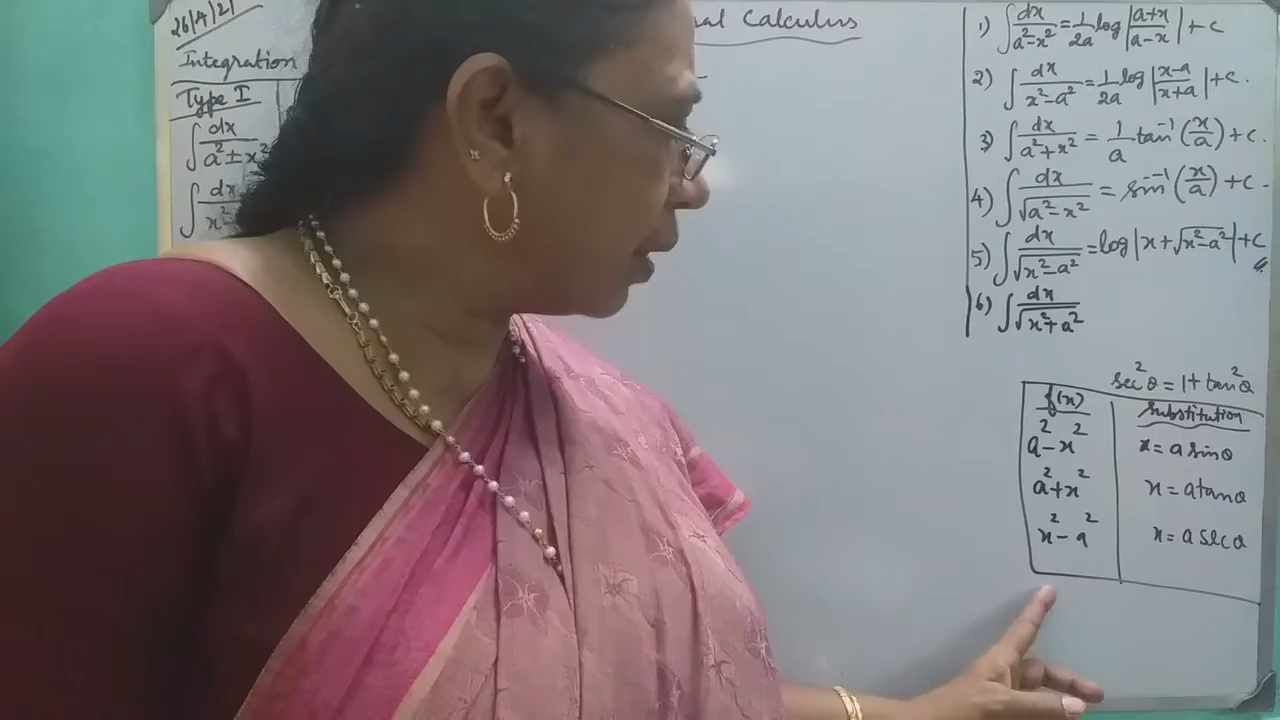 26/4/21
Integration
Type I
∫ dx / a² ± x²
∫ dx / x²
Calculus
1) ∫ dx / a²-x² = 1/2a log |a+x / a-x| + c
2) ∫ dx / x²-a² = 1/2a log |x-a / x+a| + c.
3) ∫ dx / a²+x² = 1/a tan⁻¹ (x/a) + c.
4) ∫ dx / √a²-x² = sin⁻¹ (x/a) + c.
5) ∫ dx / √x²-a² = log |x + √x²-a²| + c
6) ∫ dx / √x²+a²
sec²θ = 1 + tan²θ
f(x) Substitution
a²-x² x = a sinθ
a²+x² x = a tanθ
x²-a² x = a secθ